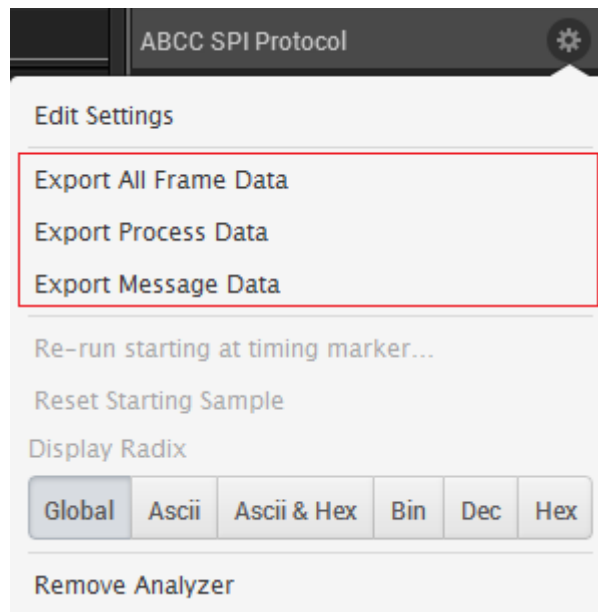 ABCC SPI Protocol
Edit Settings
Export All Frame Data
Export Process Data
Export Message Data
Re-run starting at timing marker...
Reset Starting Sample
Display Radix
Global Ascii Ascii & Hex Bin Dec Hex
Remove Analyzer